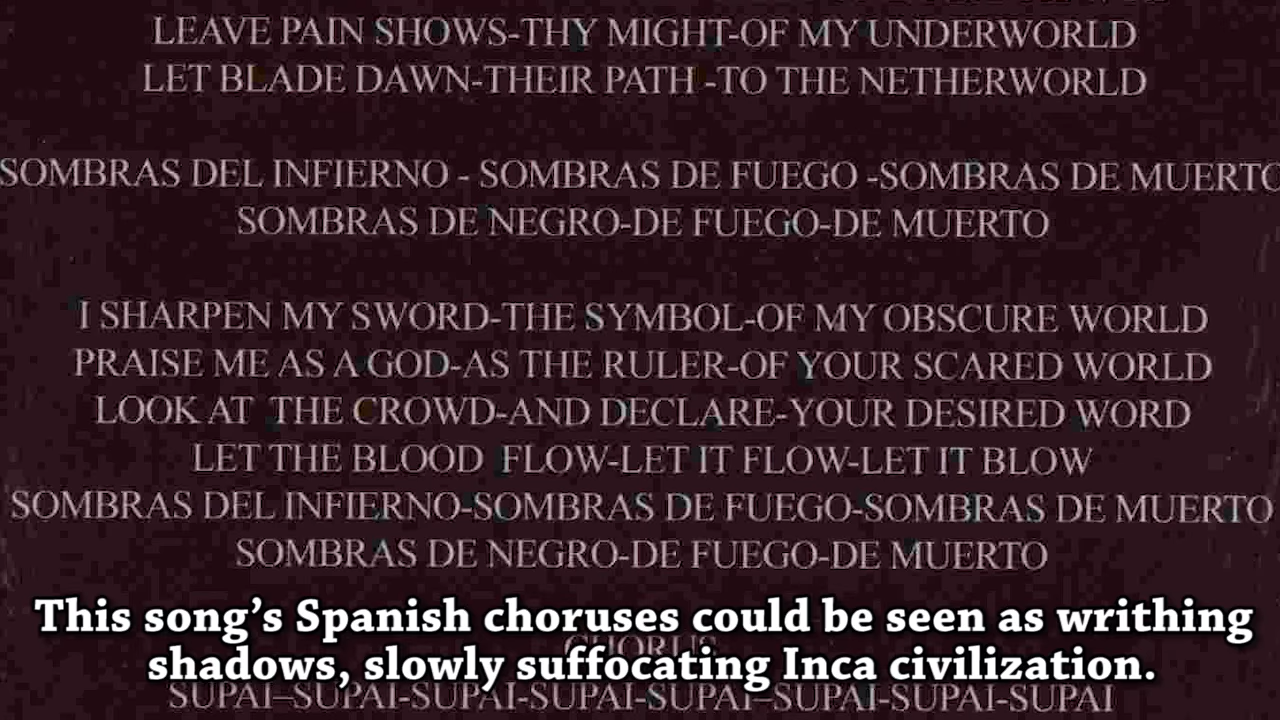 LEAVE PAIN SHOWS-THY MIGHT-OF MY UNDERWORLD
LET BLADE DAWN-THEIR PATH -TO THE NETHERWORLD
SOMBRAS DEL INFIERNO - SOMBRAS DE FUEGO -SOMBRAS DE MUERTO
SOMBRAS DE NEGRO-DE FUEGO-DE MUERTO
I SHARPEN MY SWORD-THE SYMBOL-OF MY OBSCURE WORLD
PRAISE ME AS A GOD-AS THE RULER-OF YOUR SCARED WORLD
LOOK AT THE CROWD-AND DECLARE-YOUR DESIRED WORD
LET THE BLOOD FLOW-LET IT FLOW-LET IT BLOW
SOMBRAS DEL INFIERNO-SOMBRAS DE FUEGO-SOMBRAS DE MUERTO
SOMBRAS DE NEGRO-DE FUEGO-DE MUERTO
This song's Spanish choruses could be seen as writhing
CHORUS
shadows, slowly suffocating Inca civilization.
SUPAI–SUPAI-SUPAI-SUPAI-SUPAI–SUPAI-SUPAI-SUPAI